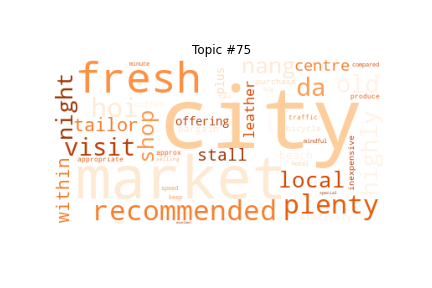 Topic #75
minute
fresh
nang
centre
compared
night
plus
da
old
purchase
produce
hoi
leather
tailor
shop
offering
traffic
bargain
bicycle
city
visit
stall
mindful
inexpensive
highly
appropriate
approx
selling
beach
hotel
within
market
local
speed
keep
special
recommended
plenty